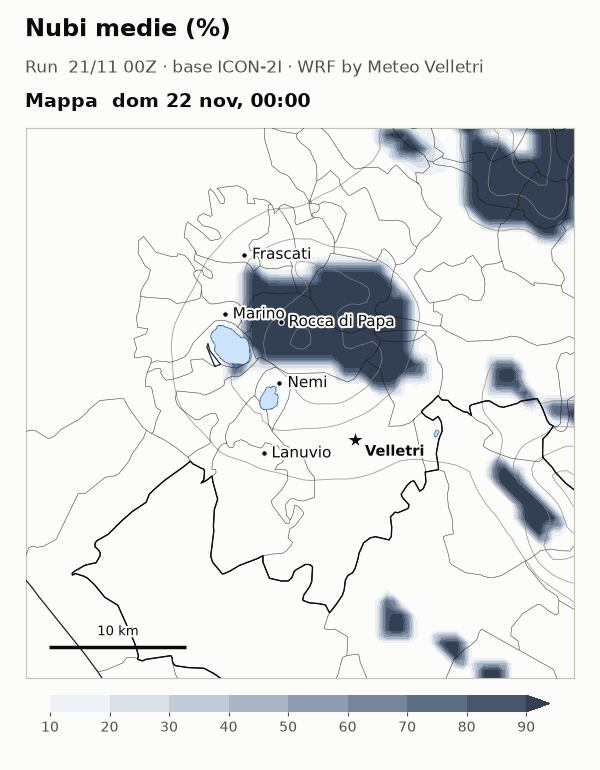 Nubi medie (%)
Run 21/11 00Z · base ICON-2I · WRF by Meteo Velletri
Mappa dom 22 nov, 00:00
Frascati
Marino
Rocca di Papa
Nemi
Velletri
Lanuvio
10 km
10 20 30 40 50 60 70 80 90